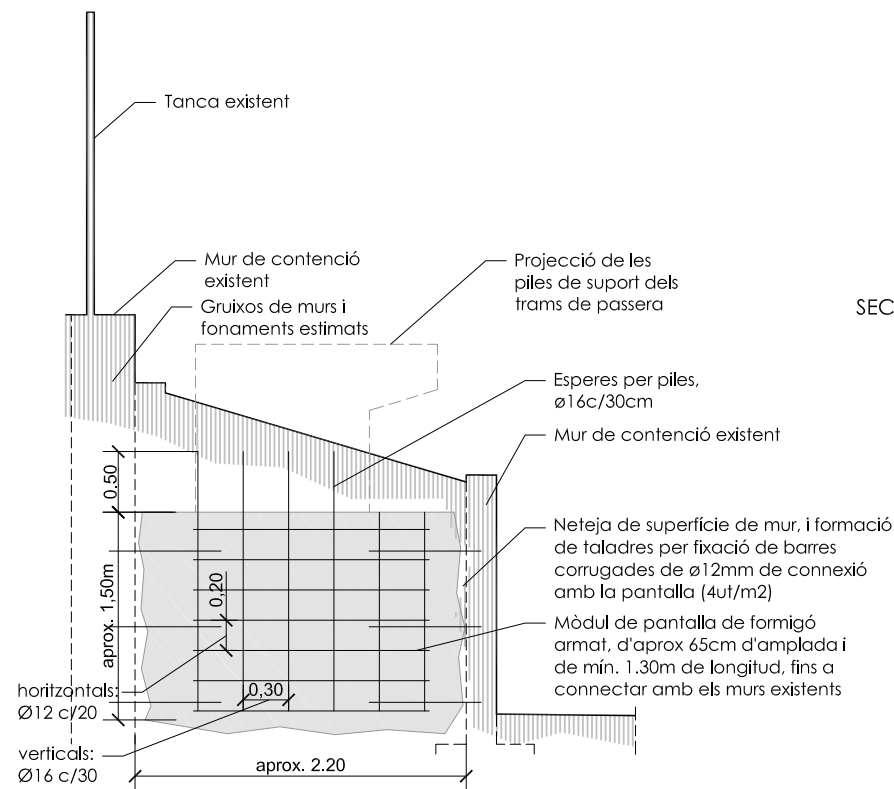 Tanca existent
Mur de contenció
existent
Gruixos de murs i
fonaments estimats
Projecció de les
piles de suport dels
trams de passera
SEC
Esperes per piles,
ø16c/30cm
Mur de contenció existent
0.50
Neteja de superfície de mur, i formació
de taladres per fixació de barres
corrugades de ø12mm de connexió
amb la pantalla (4ut/m2)
aprox. 1,50m
0,20
Mòdul de pantalla de formigó
armat, d'aprox 65cm d'amplada i
de mín. 1.30m de longitud, fins a
connectar amb els murs existents
0,30
horitzontals:
Ø12 c/20
verticals:
Ø16 c/30
aprox. 2.20